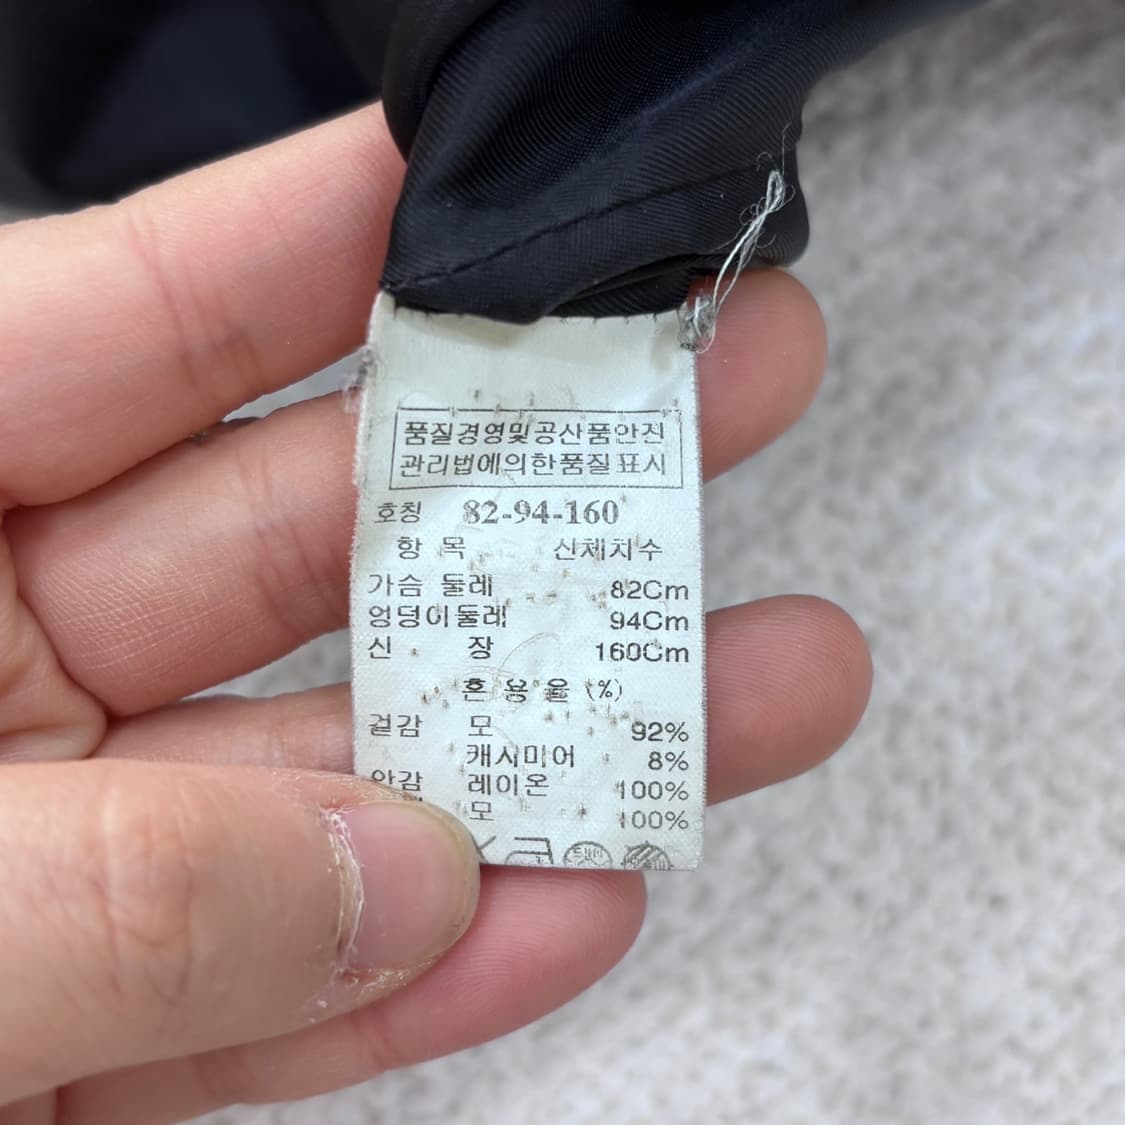 품질경영및공산품안전
관리법에의한품질표시
호칭 82-94-160
항 목 신체치수
가슴 둘레 82Cm
엉덩이둘레 94Cm
신 장 160Cm
혼 용 율 (%)
겉감 모 92%
캐시미어 8%
안감 레이온 100%
모 100%